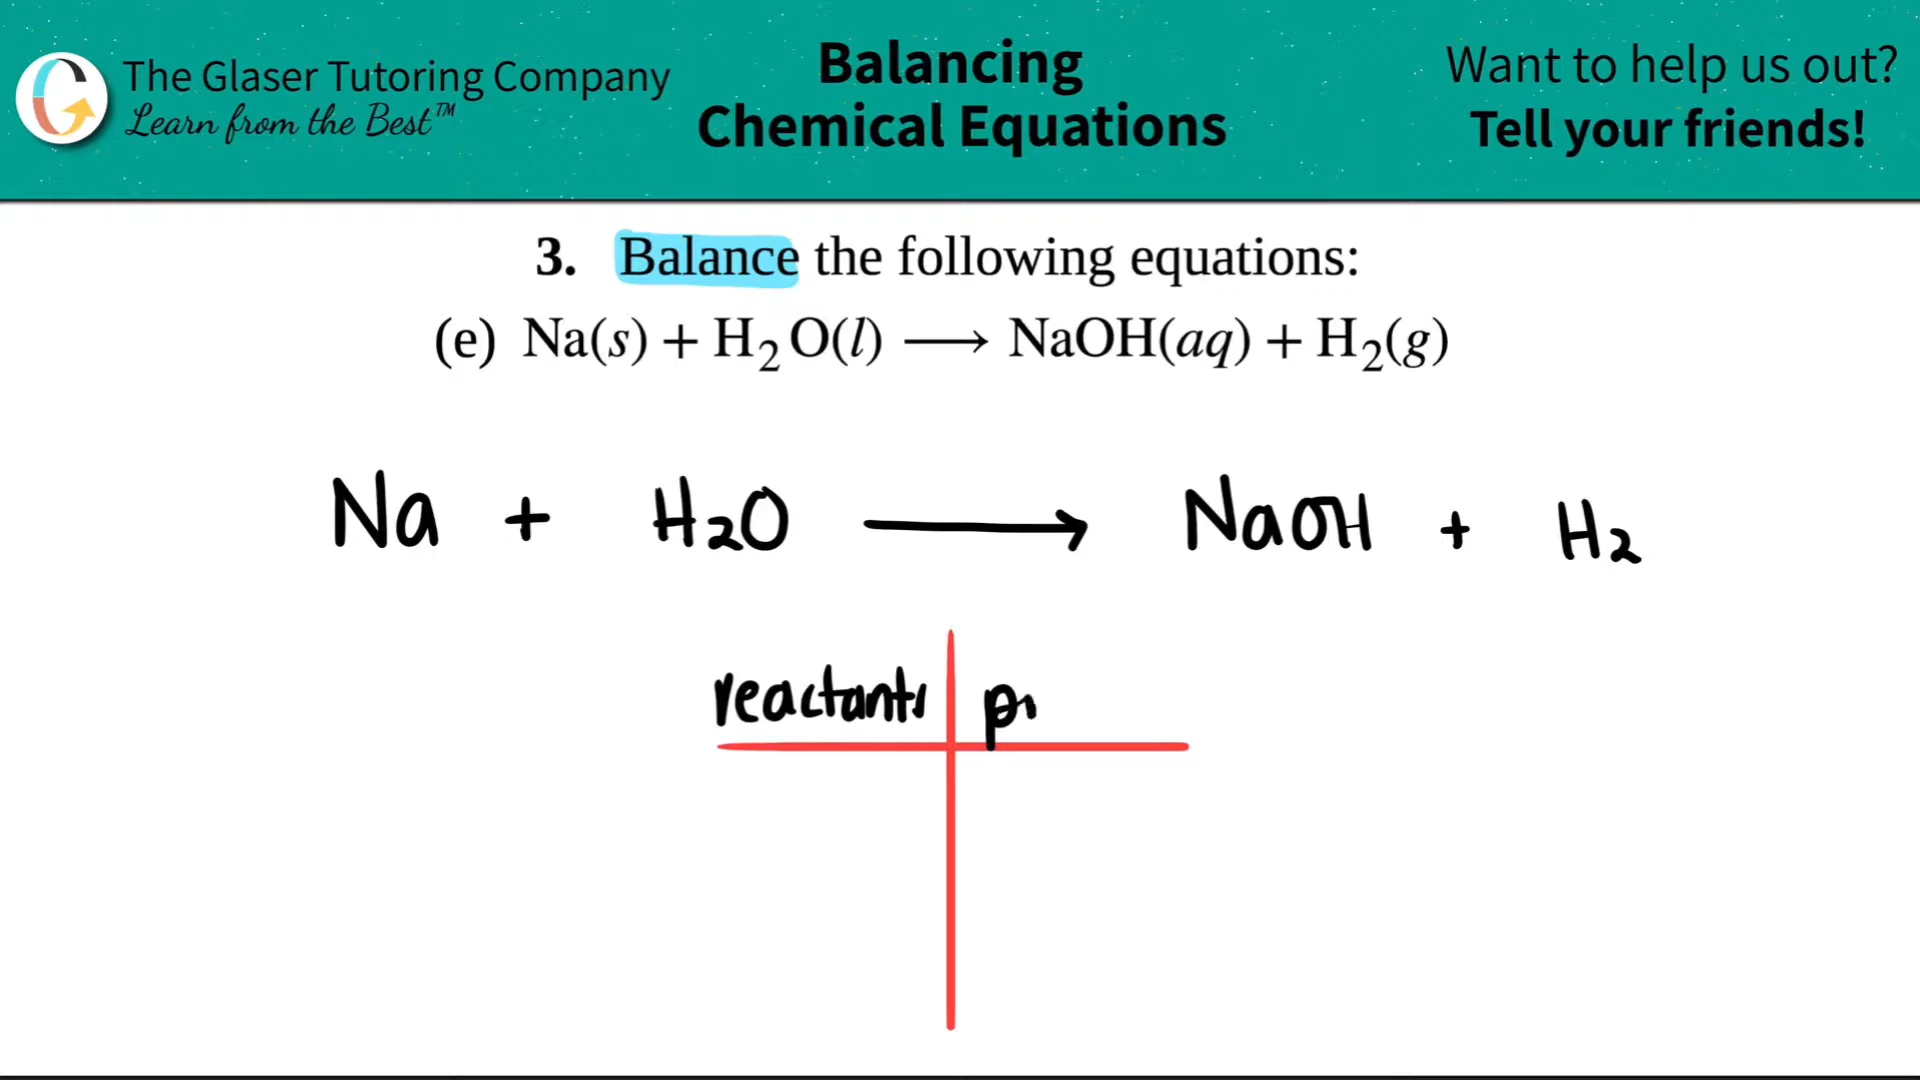 The Glaser Tutoring Company
Learn from the Best™
Balancing
Chemical Equations
Want to help us out?
Tell your friends!
3. Balance the following equations:
(e) Na(s) + H₂O(l) ⟶ NaOH(aq) + H₂(g)
Na + H₂O ⟶ NaOH + H₂
reactants pr